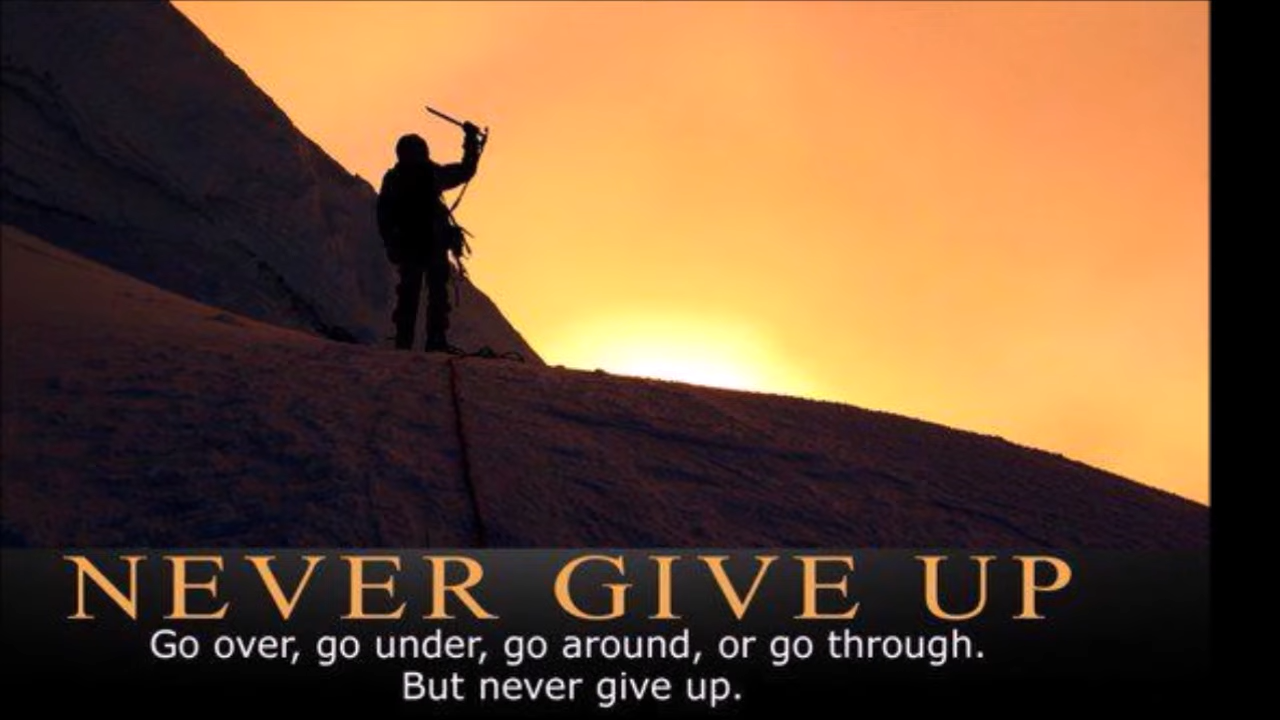 NEVER GIVE UP
Go over, go under, go around, or go through.
But never give up.